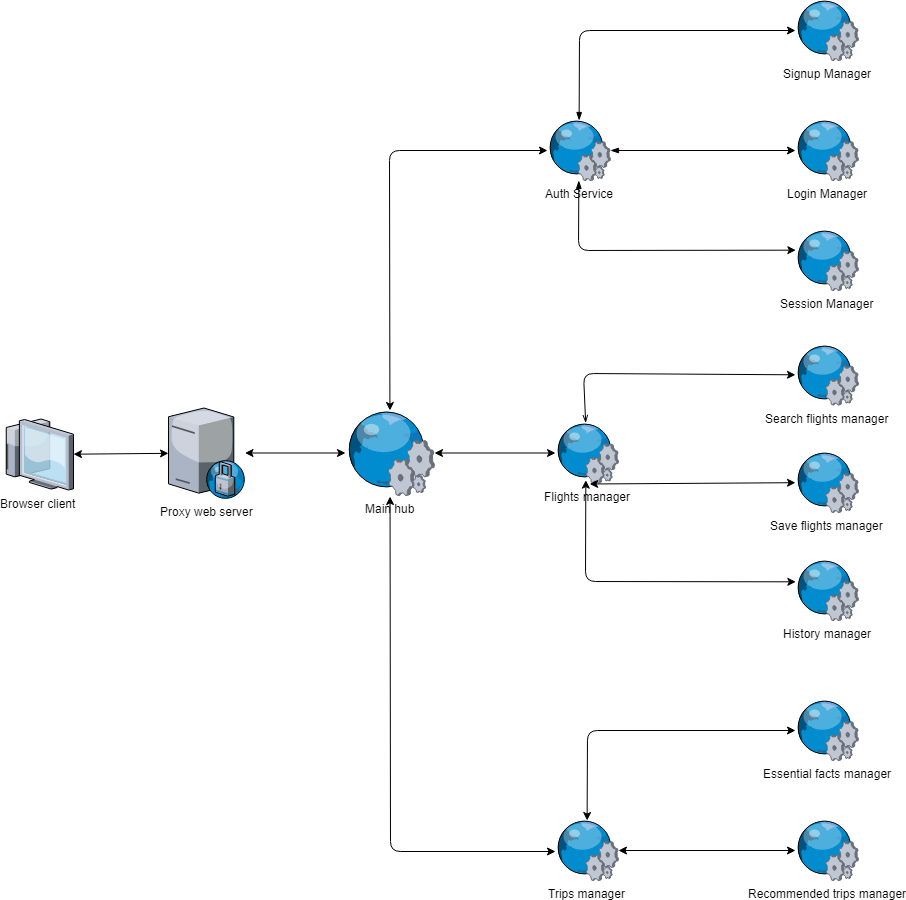 Signup Manager
Auth Service
Login Manager
Session Manager
Search flights manager
Browser client
Proxy web server
Main hub
Flights manager
Save flights manager
History manager
Essential facts manager
Trips manager
Recommended trips manager